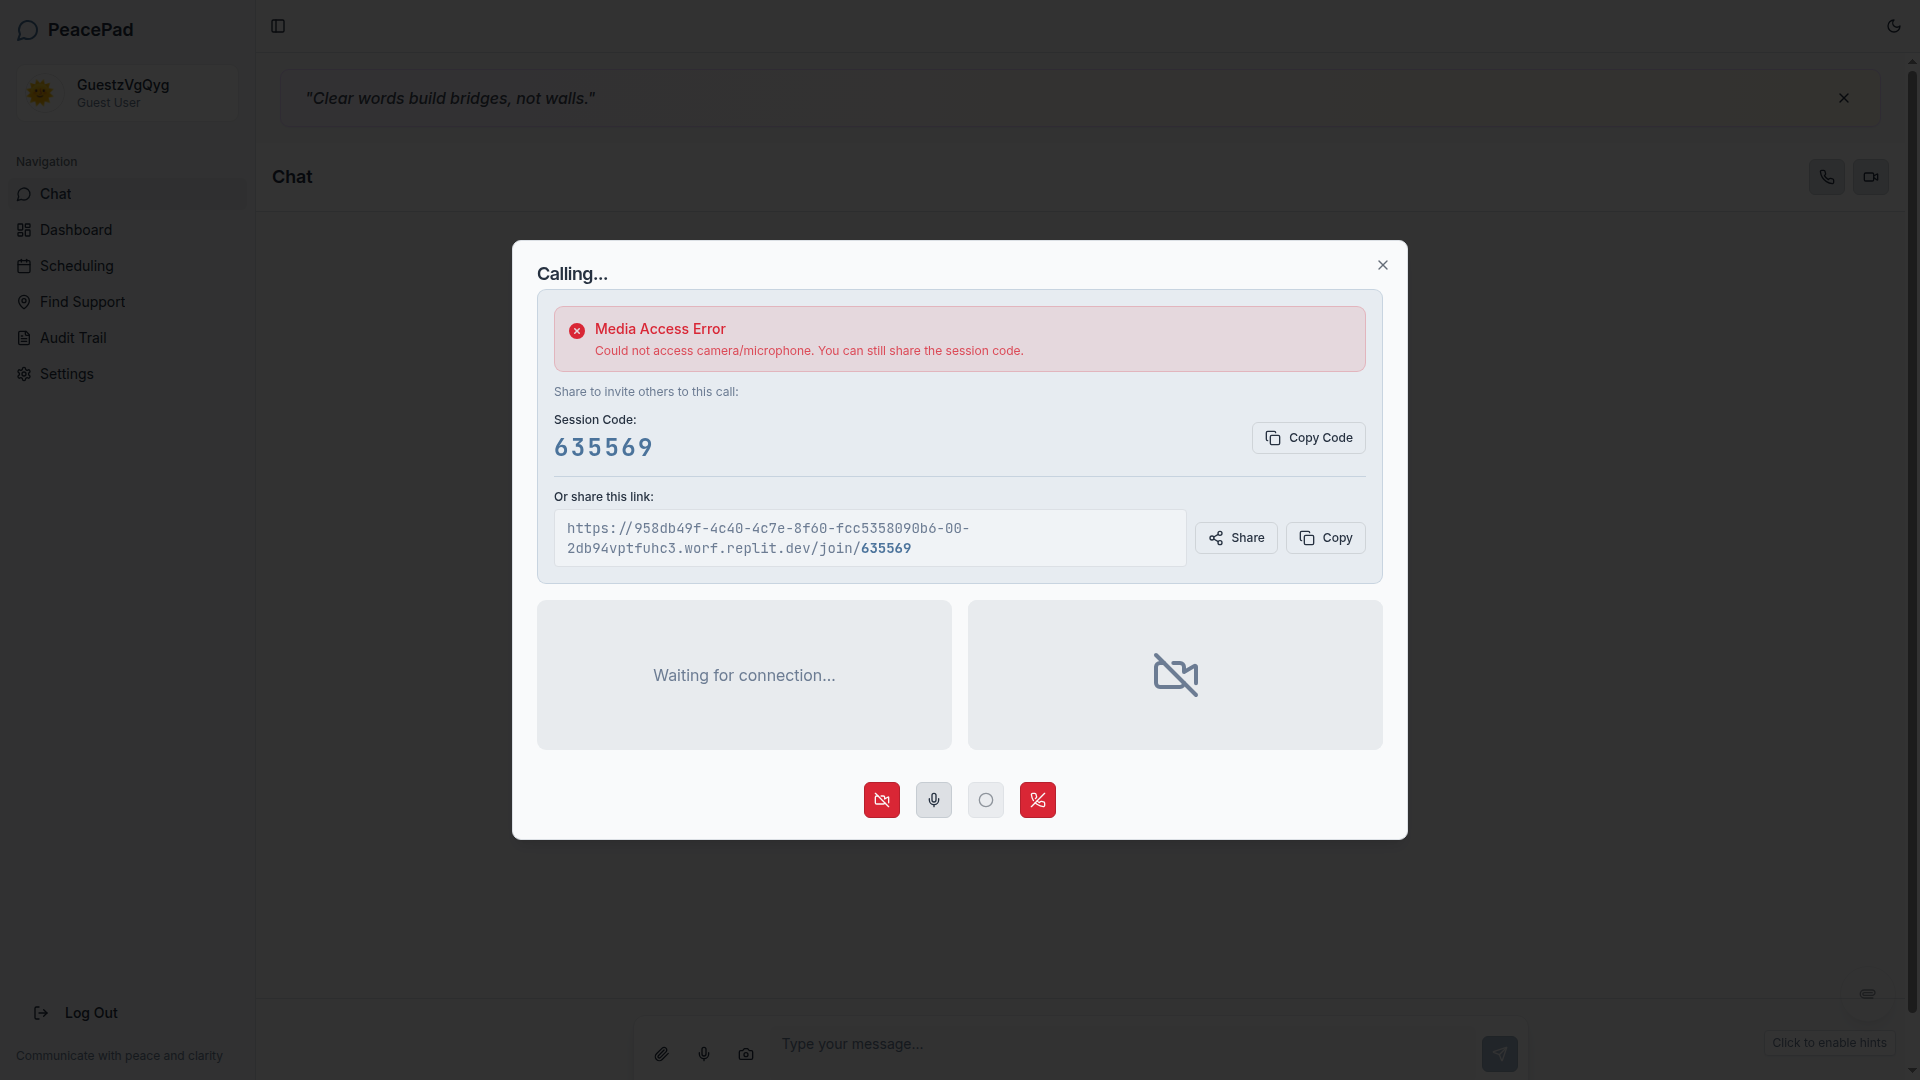 PeacePad
GuestzVgQyg
Guest User
Navigation
Chat
Dashboard
Scheduling
Find Support
Audit Trail
Settings
Log Out
Communicate with peace and clarity
"Clear words build bridges, not walls."
Chat
Calling...
Media Access Error
Could not access camera/microphone. You can still share the session code.
Share to invite others to this call:
Session Code:
635569
Copy Code
Or share this link:
https://958db49f-4c40-4c7e-8f60-fcc5358090b6-00-
2db94vptfuhc3.worf.replit.dev/join/635569
Share
Copy
Waiting for connection...
Type your message...
Click to enable hints